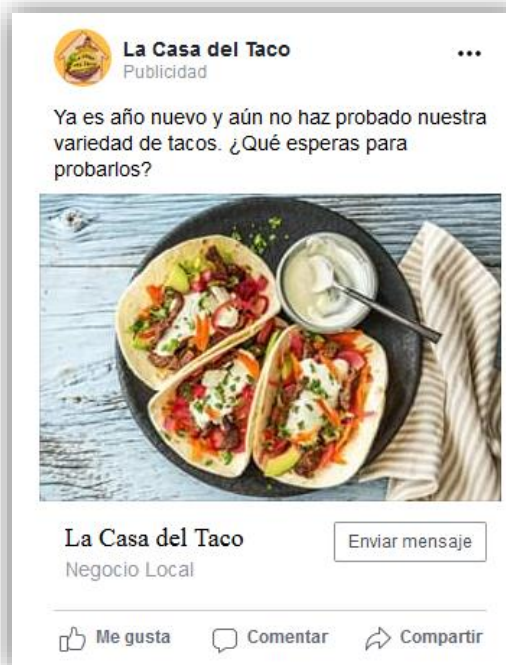 La Casa del Taco
Publicidad
Ya es año nuevo y aún no haz probado nuestra
variedad de tacos. ¿Qué esperas para
probarlos?
La Casa del Taco
Enviar mensaje
Negocio Local
Me gusta
Comentar
Compartir